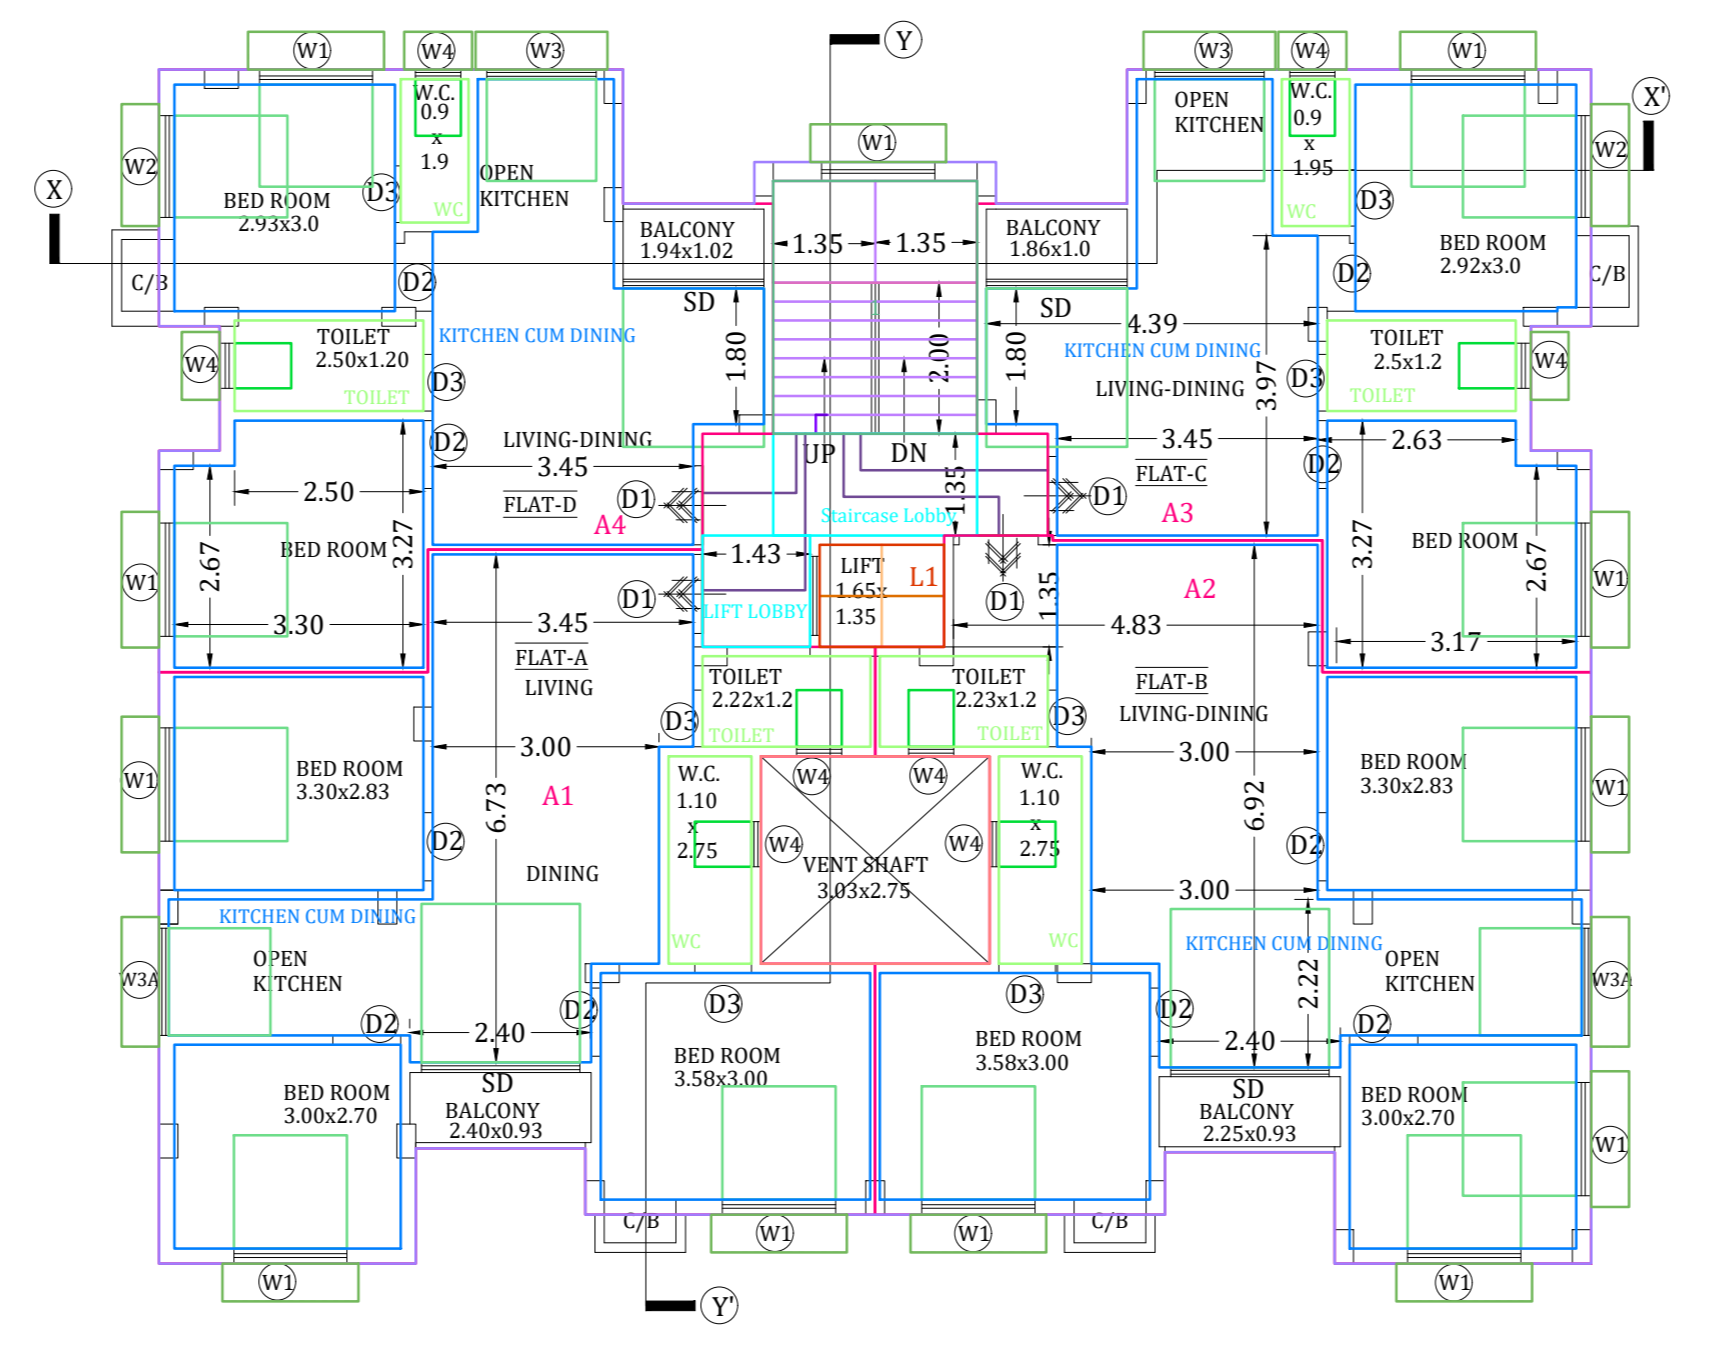 W1
W4
W3
Y
W3
W4
W1
X'
W2
W1
W2
X
W.C.
0.9
x
1.9
WC
OPEN
KITCHEN
BED ROOM
2.93x3.0
D3
C/B
D2
BALCONY
1.94x1.02
SD
1.35
1.35
BALCONY
1.86x1.0
SD
OPEN
KITCHEN
W.C.
0.9
x
1.95
WC
D3
BED ROOM
2.92x3.0
D2
C/B
TOILET
2.50x1.20
TOILET
W4
KITCHEN CUM DINING
D3
1.80
2.00
1.80
4.39
KITCHEN CUM DINING
LIVING-DINING
3.97
D3
TOILET
2.5x1.2
TOILET
W4
D2
LIVING-DINING
3.45
FLAT-D
A4
D1
UP
DN
1.35
Staircase Lobby
D1
3.45
FLAT-C
A3
D2
2.63
2.50
2.67
BED ROOM
3.27
3.30
W1
3.27
BED ROOM
2.67
3.17
W1
1.43
LIFT LOBBY
LIFT
1.65x
1.35
L1
D1
D1
1.35
4.83
A2
3.45
FLAT-A
LIVING
FLAT-B
LIVING-DINING
TOILET
2.22x1.2
TOILET
D3
TOILET
2.23x1.2
TOILET
D3
3.00
A1
6.73
DINING
3.00
6.92
3.00
BED ROOM
3.30x2.83
W1
D2
BED ROOM
3.30x2.83
W1
D2
W.C.
1.10
x
2.75
WC
W4
W4
W4
W4
VENT SHAFT
3.03x2.75
W.C.
1.10
x
2.75
WC
KITCHEN CUM DINING
OPEN
KITCHEN
W3A
D2
2.40
D2
SD
BALCONY
2.40x0.93
KITCHEN CUM DINING
OPEN
KITCHEN
W3A
2.22
D2
2.40
D2
SD
BALCONY
2.25x0.93
D3
D3
BED ROOM
3.58x3.00
BED ROOM
3.58x3.00
BED ROOM
3.00x2.70
BED ROOM
3.00x2.70
W1
C/B
W1
W1
C/B
W1
W1
Y'